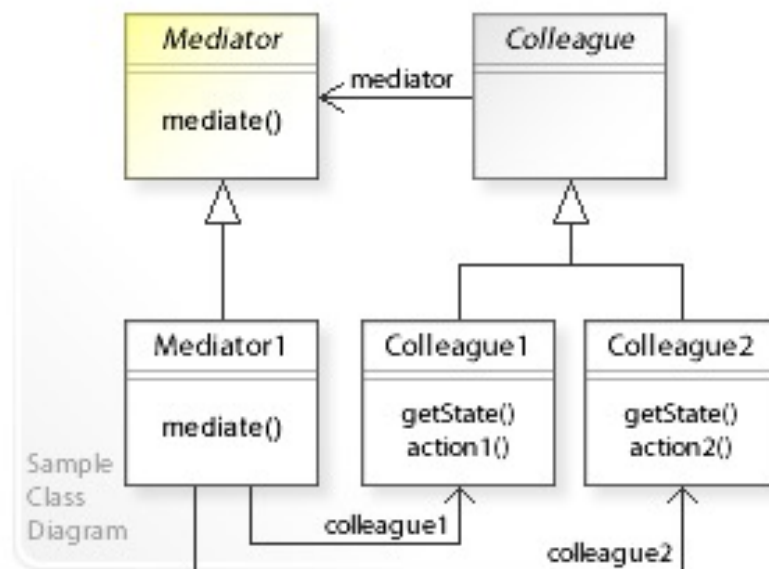 Mediator
mediate()
mediator
Colleague
Mediator1
mediate()
Colleague1
getState()
action1()
Colleague2
getState()
action2()
Sample
Class
Diagram
colleague1
colleague2